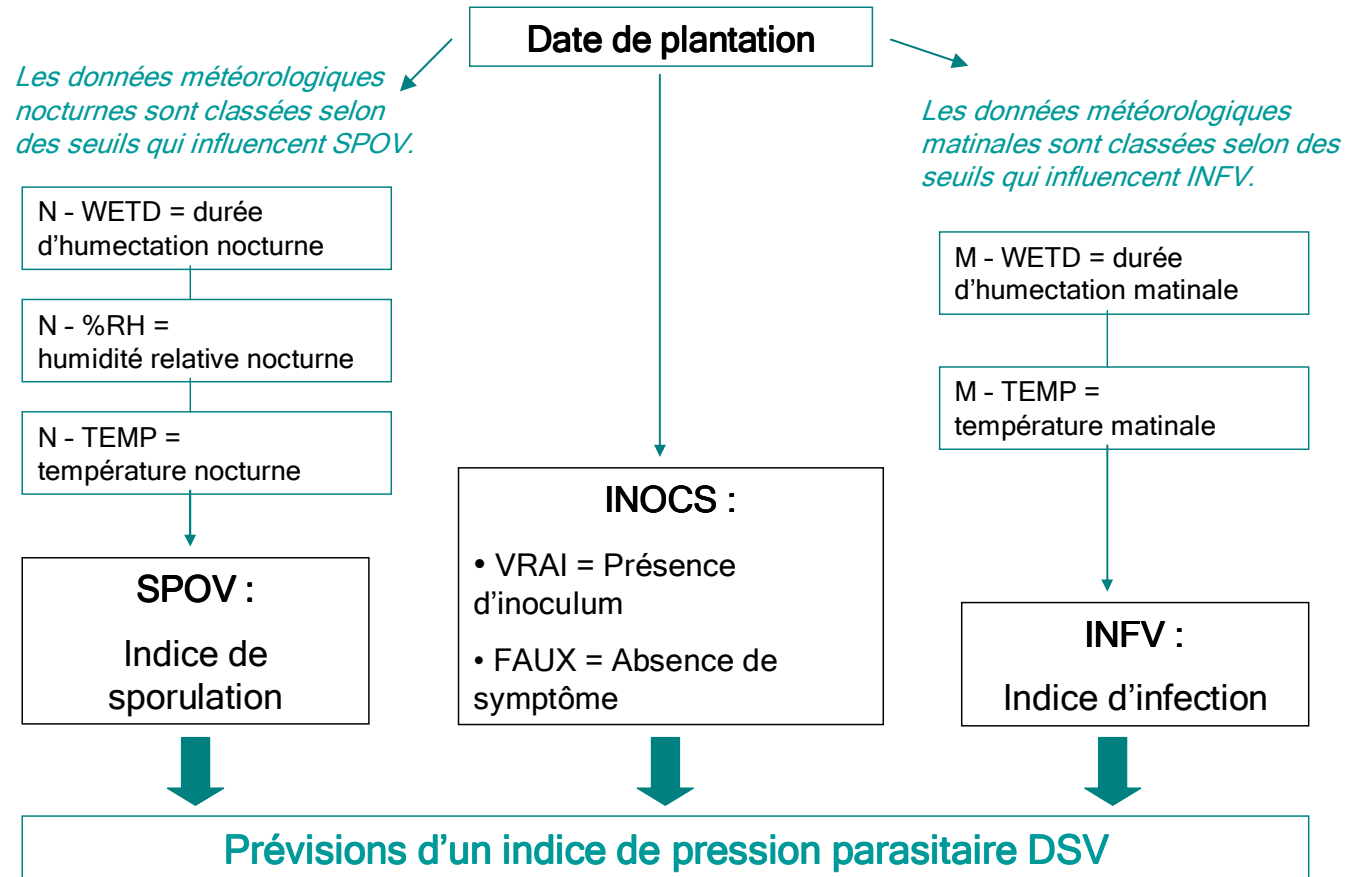 Date de plantation
Les données météorologiques
nocturnes sont classées selon
des seuils qui influencent SPOV.
N - WETD = durée
d'humectation nocturne
N - %RH =
humidité relative nocturne
N - TEMP =
température nocturne
SPOV :
Indice de
sporulation
INOCS :
• VRAI = Présence
d'inoculum
• FAUX = Absence de
symptôme
Les données météorologiques
matinales sont classées selon des
seuils qui influencent INFV.
M - WETD = durée
d'humectation matinale
M - TEMP =
température matinale
INFV :
Indice d'infection
Prévisions d'un indice de pression parasitaire DSV